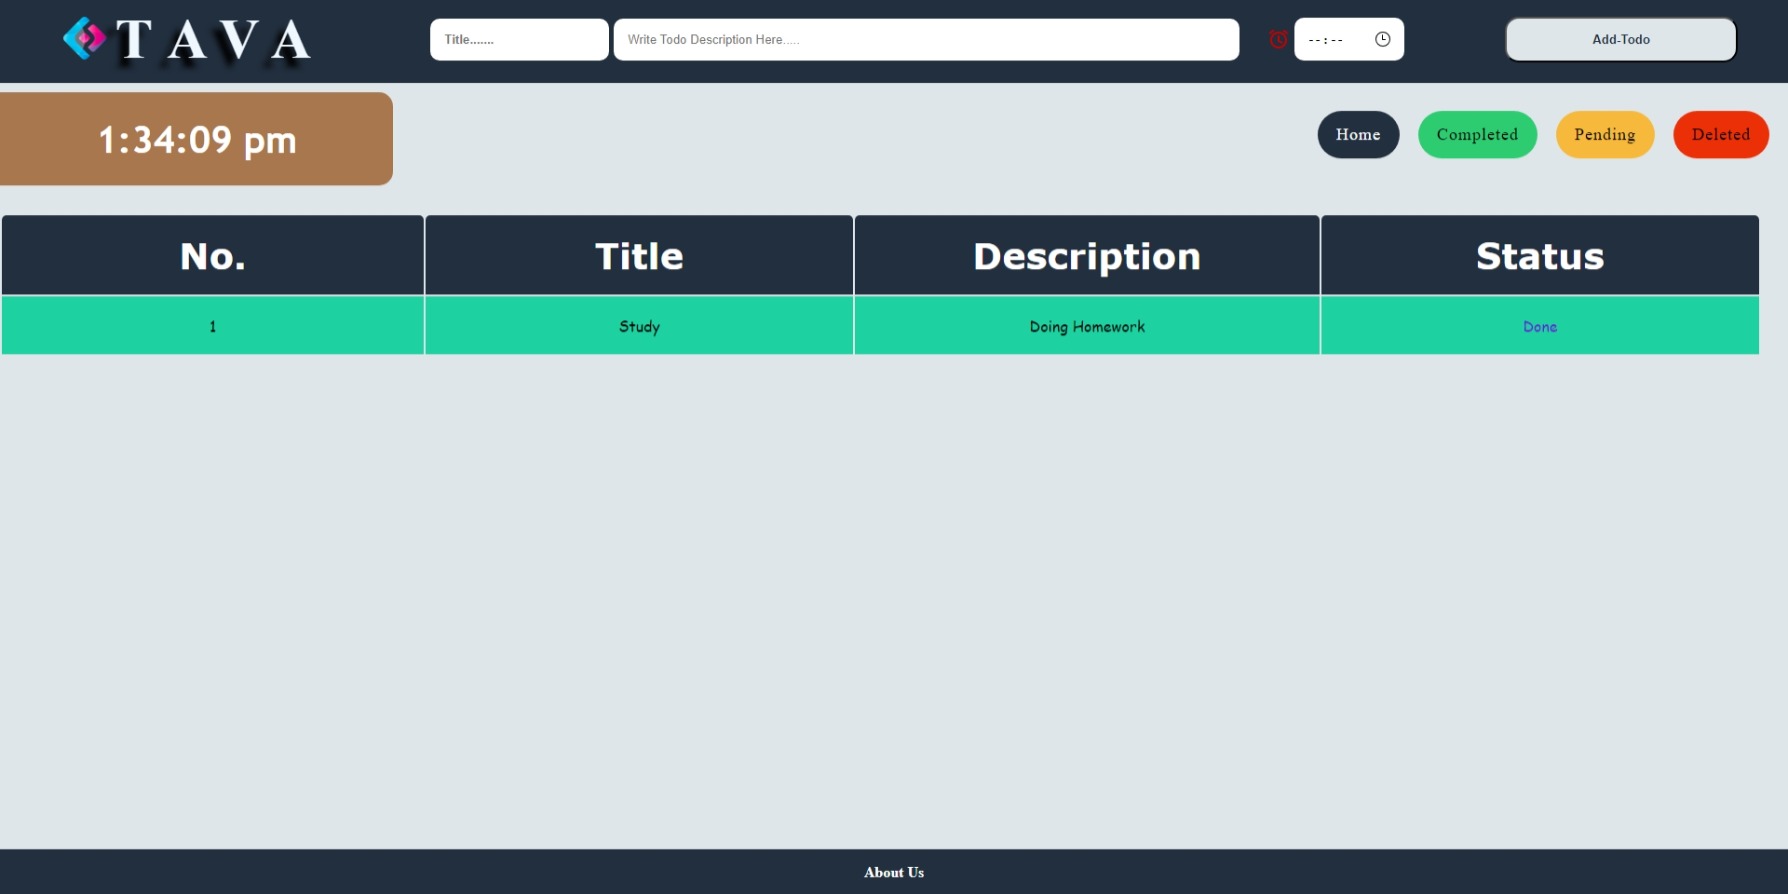 TAVA
Title.......
Write Todo Description Here.....
--:--
Add-Todo
1:34:09 pm
Home
Completed
Pending
Deleted
No. Title Description Status
1 Study Doing Homework Done
About Us